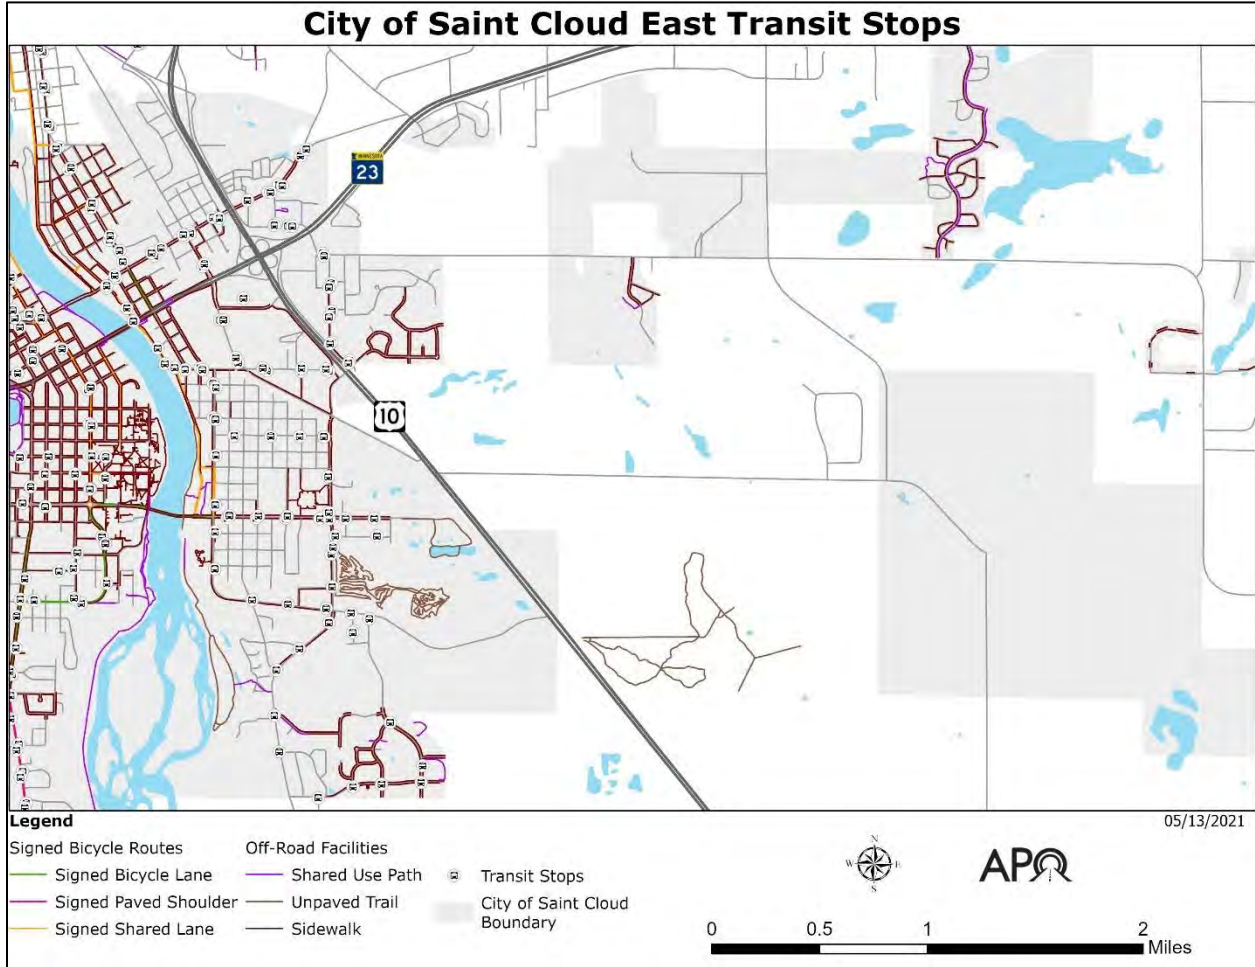 City of Saint Cloud East Transit Stops
MINNESOTA
23
10
Legend
05/13/2021
Signed Bicycle Routes
Signed Bicycle Lane
Signed Paved Shoulder
Signed Shared Lane
Off-Road Facilities
Shared Use Path
Unpaved Trail
Sidewalk
Transit Stops
City of Saint Cloud
Boundary
N
W E
S
APO
0 0.5 1 2
Miles